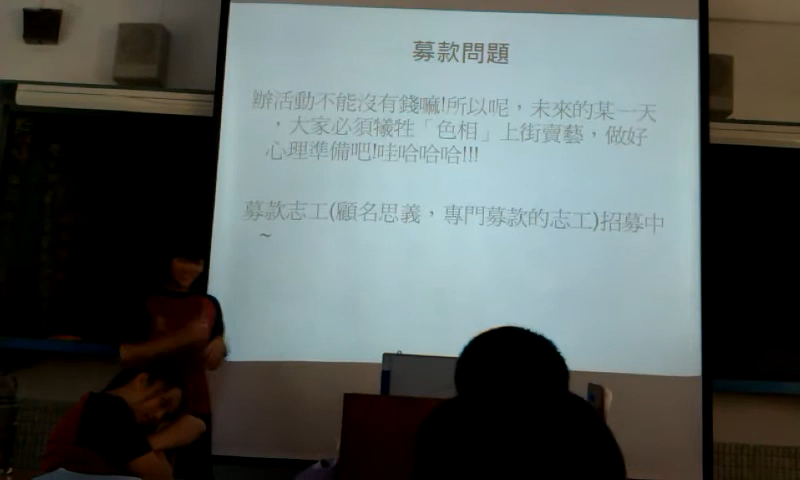 募款問題
辦活動不能沒有錢嘛!所以呢，未來的某一天
，大家必須犧牲「色相」上街賣藝，做好
心理準備吧!哇哈哈哈!!!
募款志工(顧名思義，專門募款的志工)招募中
~